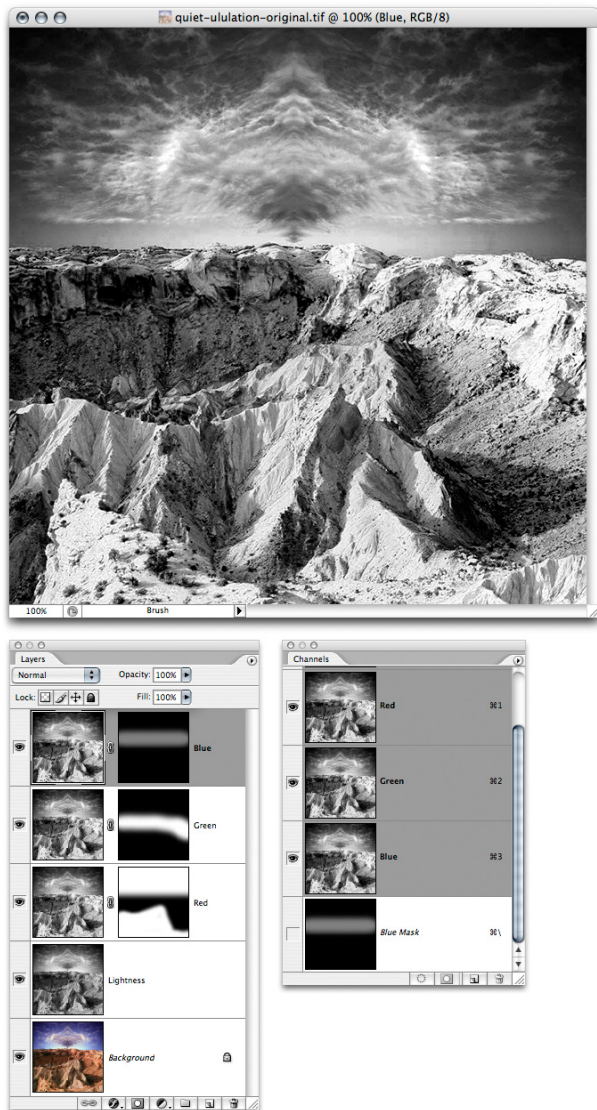 quiet-ululation-original.tif @ 100% (Blue, RGB/8)
100% Brush
Layers
Normal Opacity: 100%
Lock: Fill: 100%
Blue
Green
Red
Lightness
Background
Channels
Red ⌘1
Green ⌘2
Blue ⌘3
Blue Mask ⌘\